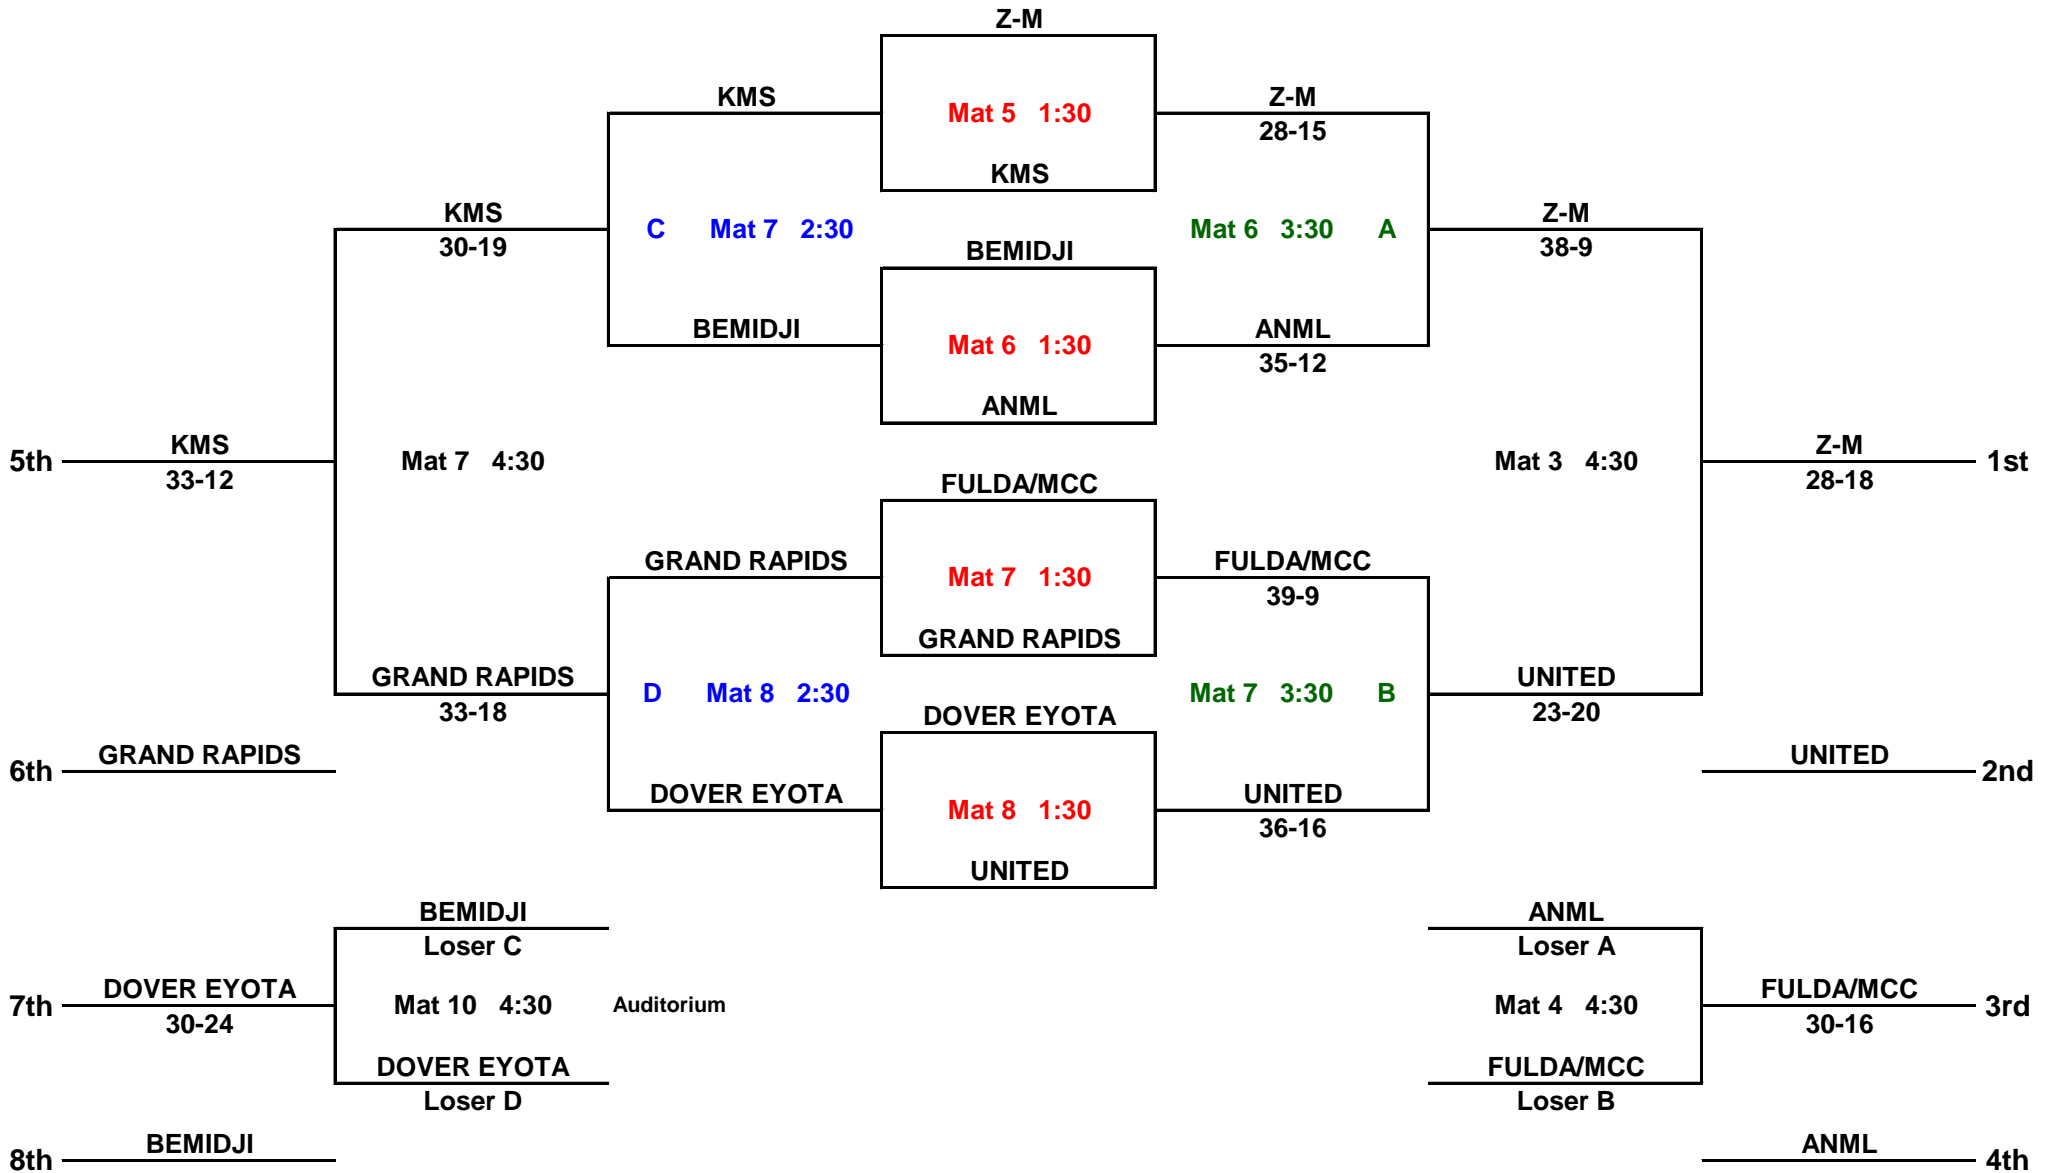 Z-M
KMS
Mat 5 1:30
Z-M
28-15
KMS
KMS
30-19
C Mat 7 2:30
BEMIDJI
Mat 6 3:30 A
Z-M
38-9
BEMIDJI
Mat 6 1:30
ANML
35-12
ANML
5th
KMS
33-12
Mat 7 4:30
Mat 3 4:30
Z-M
28-18
1st
FULDA/MCC
GRAND RAPIDS
Mat 7 1:30
FULDA/MCC
39-9
GRAND RAPIDS
GRAND RAPIDS
33-18
D Mat 8 2:30
DOVER EYOTA
Mat 7 3:30 B
UNITED
23-20
6th GRAND RAPIDS
UNITED 2nd
DOVER EYOTA
Mat 8 1:30
UNITED
36-16
UNITED
BEMIDJI
Loser C
ANML
Loser A
7th
DOVER EYOTA
30-24
Mat 10 4:30 Auditorium
Mat 4 4:30
FULDA/MCC
30-16
3rd
DOVER EYOTA
Loser D
FULDA/MCC
Loser B
8th BEMIDJI
ANML 4th